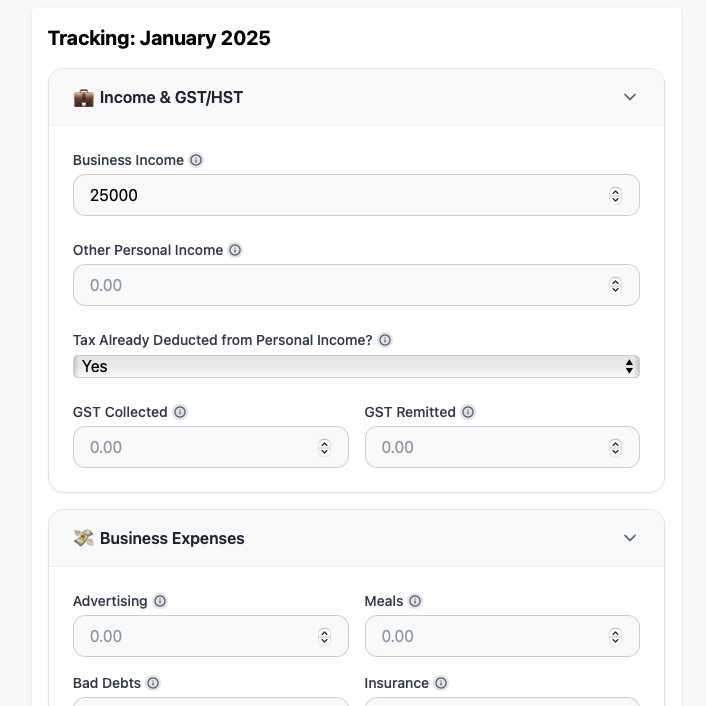 Tracking: January 2025
Income & GST/HST
Business Income
25000
Other Personal Income
0.00
Tax Already Deducted from Personal Income?
Yes
GST Collected GST Remitted
0.00 0.00
Business Expenses
Advertising Meals
0.00 0.00
Bad Debts Insurance